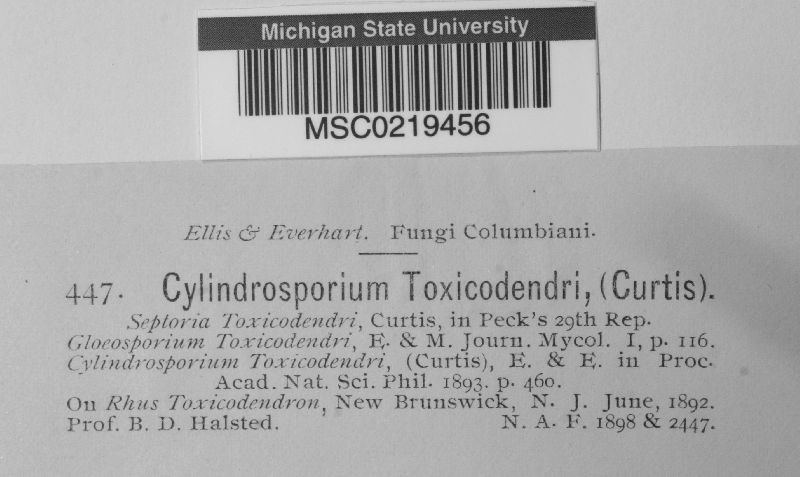 Michigan State University
MSC0219456
Ellis & Everhart. Fungi Columbiani.
447. Cylindrosporium Toxicodendri, (Curtis).
Septoria Toxicodendri, Curtis, in Peck's 29th Rep.
Gloeosporium Toxicodendri, E. & M. Journ. Mycol. I, p. 116.
Cylindrosporium Toxicodendri, (Curtis), E. & E. in Proc.
Acad. Nat. Sci. Phil. 1893. p. 460.
On Rhus Toxicodendron, New Brunswick, N. J. June, 1892.
Prof. B. D. Halsted. N. A. F. 1898 & 2447.